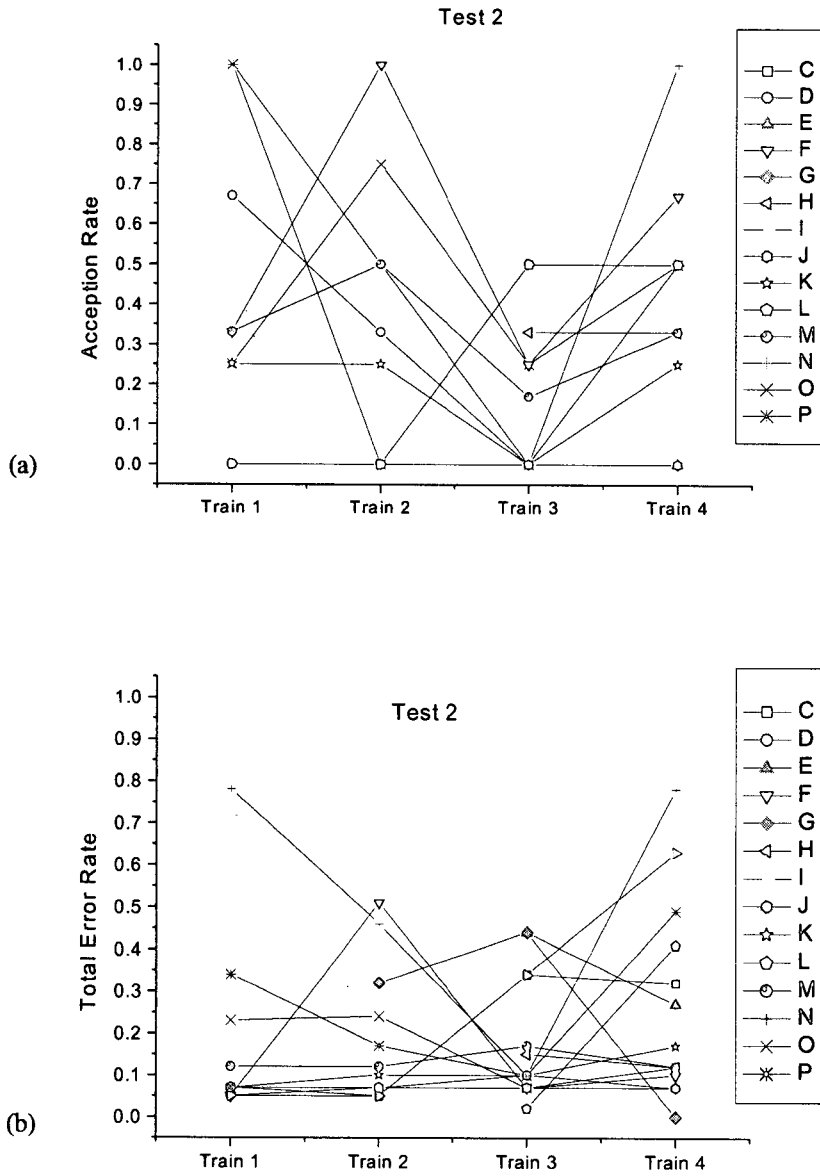 Test 2
1.0
0.9
0.8
0.7
0.6
0.5
0.4
0.3
0.2
0.1
0.0
Acception Rate
Train 1 Train 2 Train 3 Train 4
C
D
E
F
G
H
I
J
K
L
M
N
O
P
(a)
Test 2
1.0
0.9
0.8
0.7
0.6
0.5
0.4
0.3
0.2
0.1
0.0
Total Error Rate
Train 1 Train 2 Train 3 Train 4
C
D
E
F
G
H
I
J
K
L
M
N
O
P
(b)